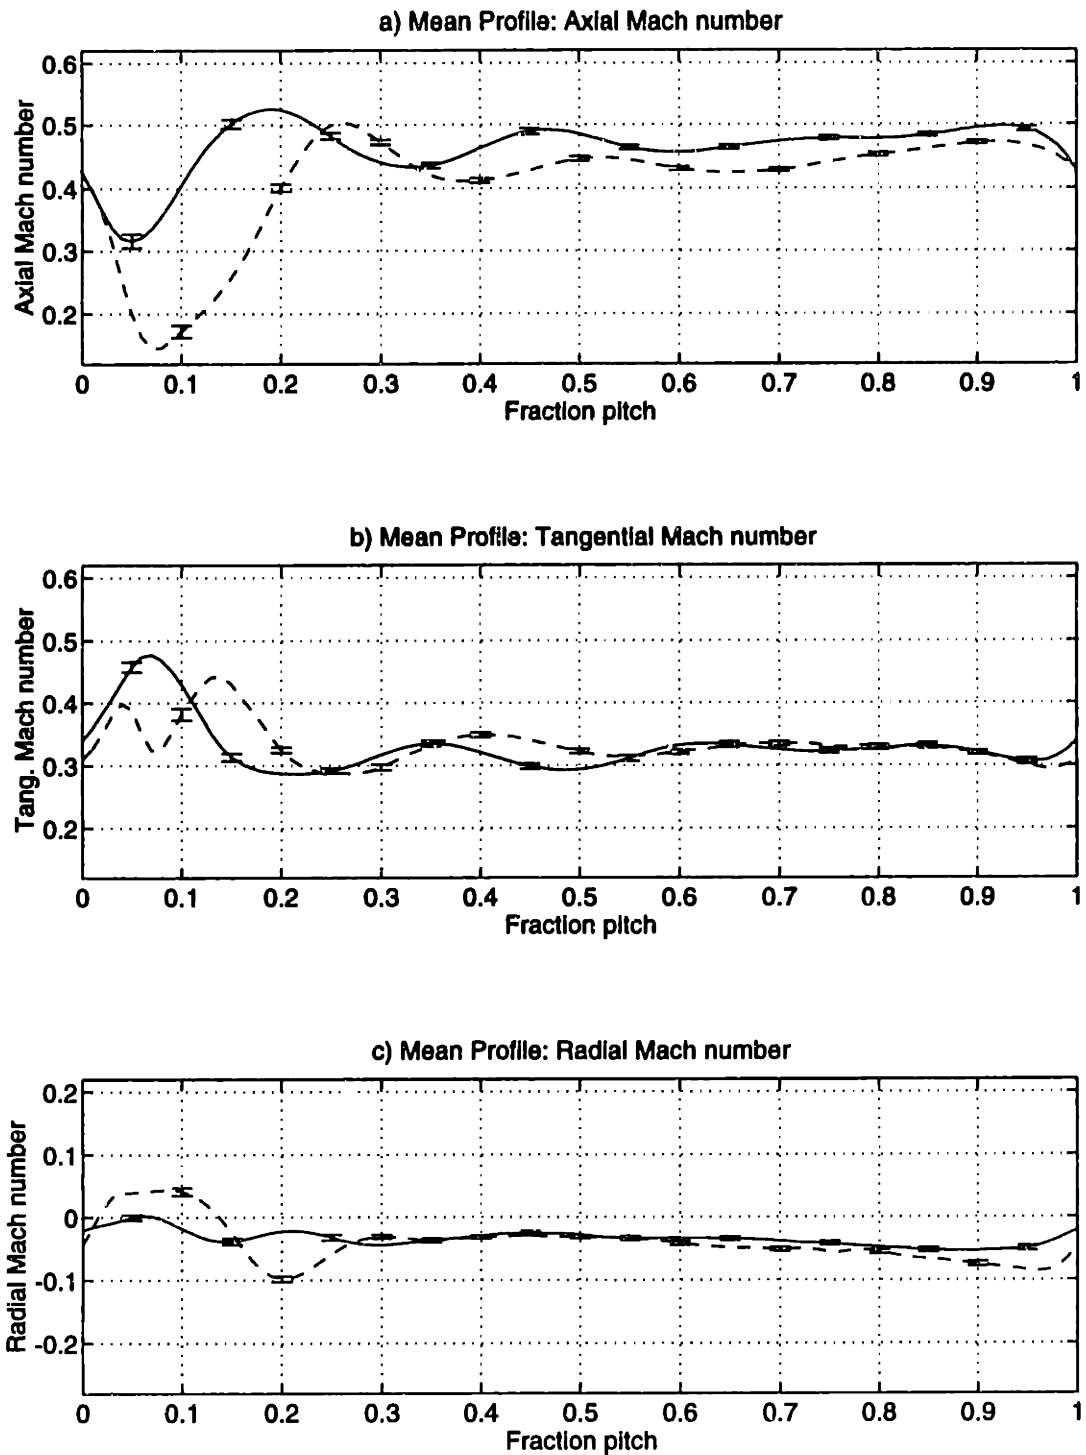 a) Mean Profile: Axial Mach number
Axial Mach number
0.6
0.5
0.4
0.3
0.2
0 0.1 0.2 0.3 0.4 0.5 0.6 0.7 0.8 0.9 1
Fraction pitch
b) Mean Profile: Tangential Mach number
Tang. Mach number
0.6
0.5
0.4
0.3
0.2
0 0.1 0.2 0.3 0.4 0.5 0.6 0.7 0.8 0.9 1
Fraction pitch
c) Mean Profile: Radial Mach number
Radial Mach number
0.2
0.1
0
-0.1
-0.2
0 0.1 0.2 0.3 0.4 0.5 0.6 0.7 0.8 0.9 1
Fraction pitch